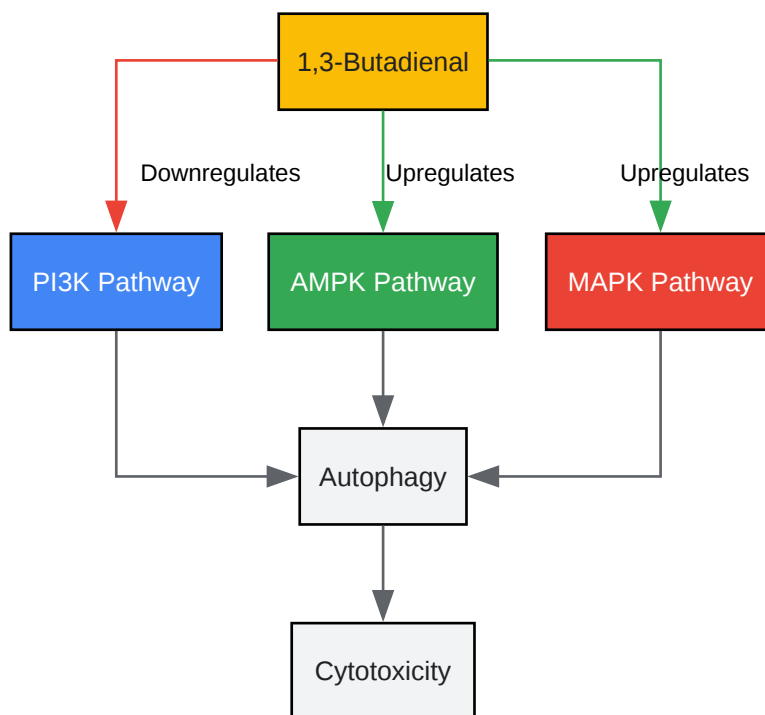 1,3-Butadienal
Downregulates
Upregulates
Upregulates
PI3K Pathway
AMPK Pathway
MAPK Pathway
Autophagy
Cytotoxicity